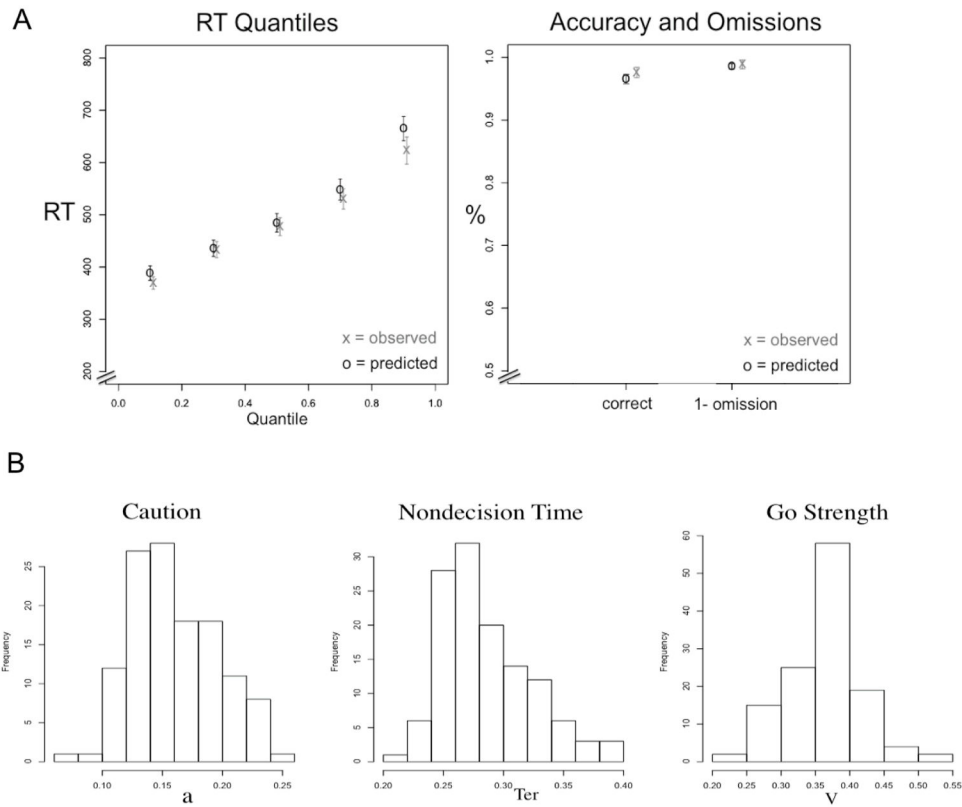 A
RT Quantiles
Accuracy and Omissions
800
700
600
500
400
300
200
RT
x = observed
o = predicted
0.0 0.2 0.4 0.6 0.8 1.0
Quantile
1.0
0.9
0.8
0.7
0.6
0.5
%
x = observed
o = predicted
correct 1- omission
B
Caution
Nondecision Time
Go Strength
Frequency
0 5 10 15 20 25
0.10 0.15 0.20 0.25
a
Frequency
0 5 10 15 20 25 30
0.20 0.25 0.30 0.35 0.40
Ter
Frequency
0 10 20 30 40 50 60
0.20 0.25 0.30 0.35 0.40 0.45 0.50 0.55
V